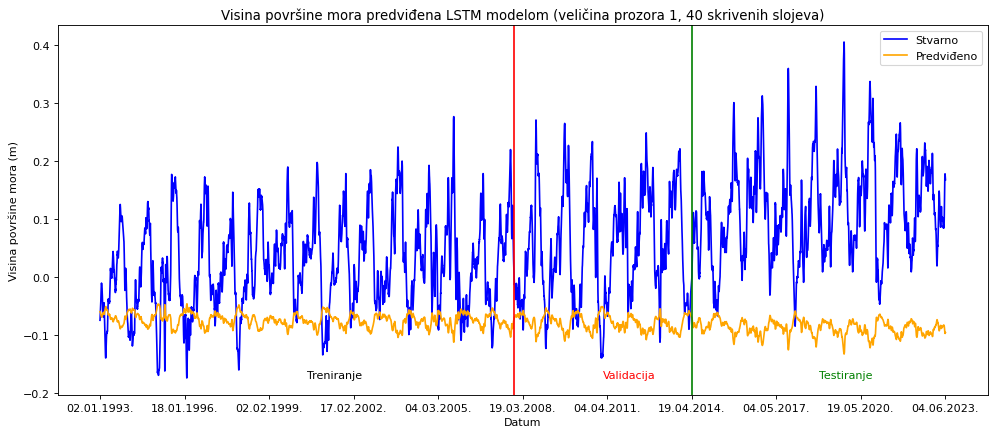 Visina površine mora predviđena LSTM modelom (veličina prozora 1, 40 skrivenih slojeva)
Stvarno
Predviđeno
Visina površine mora (m)
0.4
0.3
0.2
0.1
0.0
−0.1
−0.2
Treniranje
Validacija
Testiranje
02.01.1993.
18.01.1996.
02.02.1999.
17.02.2002.
04.03.2005.
19.03.2008.
04.04.2011.
19.04.2014.
04.05.2017.
19.05.2020.
04.06.2023.
Datum